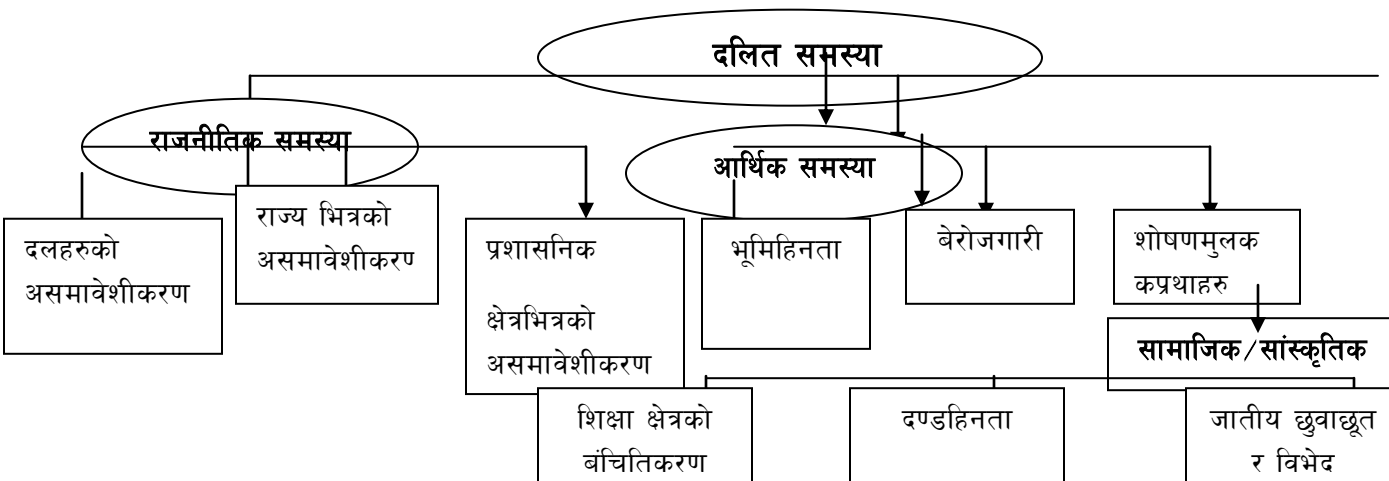 दलित समस्या
राजनीतिक समस्या
आर्थिक समस्या
दलहरुको
असमावेशीकरण
राज्य भित्रको
असमावेशीकरण
प्रशासनिक
क्षेत्रभित्रको
असमावेशीकरण
भूमिहिनता
बेरोजगारी
शोषणमुलक
कप्रथाहरु
सामाजिक/सांस्कृतिक
शिक्षा क्षेत्रको
बंचितिकरण
दण्डहिनता
जातीय छुवाछूत
र विभेद